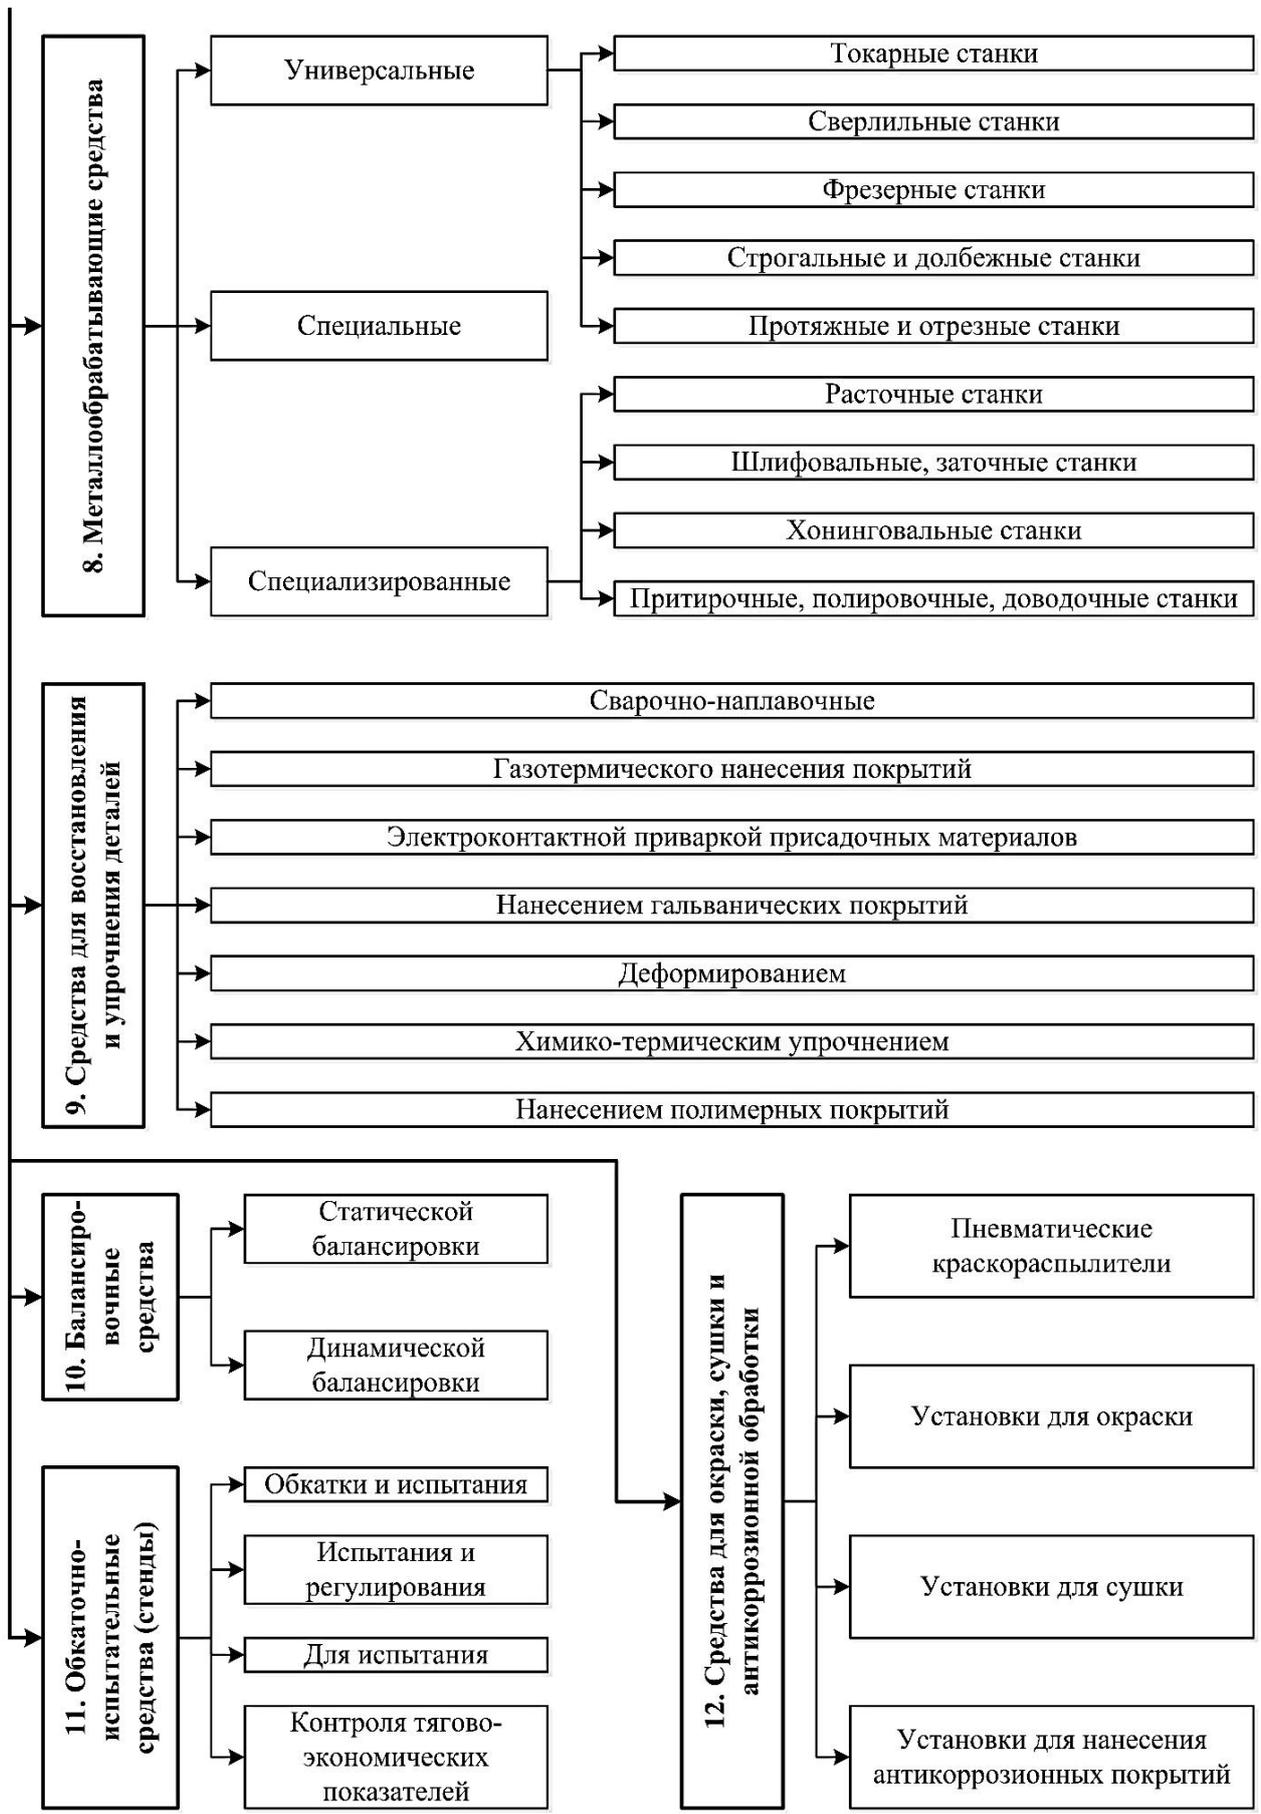 8. Металлообрабатывающие средства
Универсальные
Токарные станки
Сверлильные станки
Фрезерные станки
Строгальные и долбежные станки
Протяжные и отрезные станки
Специальные
Специализированные
Расточные станки
Шлифовальные, заточные станки
Хонинговальные станки
Притирочные, полировочные, доводочные станки
9. Средства для восстановления
и упрочнения деталей
Сварочно-наплавочные
Газотермического нанесения покрытий
Электроконтактной приваркой присадочных материалов
Нанесением гальванических покрытий
Деформированием
Химико-термическим упрочнением
Нанесением полимерных покрытий
10. Балансиро-
вочные
средства
Статической
балансировки
Динамической
балансировки
11. Обкаточно-
испытательные
средства (стенды)
Обкатки и испытания
Испытания и
регулирования
Для испытания
Контроля тягово-
экономических
показателей
12. Средства для окраски, сушки и
антикоррозионной обработки
Пневматические
краскораспылители
Установки для окраски
Установки для сушки
Установки для нанесения
антикоррозионных покрытий